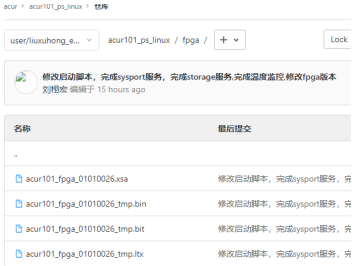 acur > acur101_ps_linux > 仓库
user/liuxuhong_e... acur101_ps_linux / fpga / + Lock
修改启动脚本，完成sysport服务，完成storage服务,完成温度监控,修改fpga版本
刘栩宏 编辑于 15 hours ago
名称 最后提交
..
acur101_fpga_01010026.xsa 修改启动脚本，完成sysport服务，完
acur101_fpga_01010026_tmp.bin 修改启动脚本，完成sysport服务，完
acur101_fpga_01010026_tmp.bit 修改启动脚本，完成sysport服务，完
acur101_fpga_01010026_tmp.ltx 修改启动脚本，完成sysport服务，完